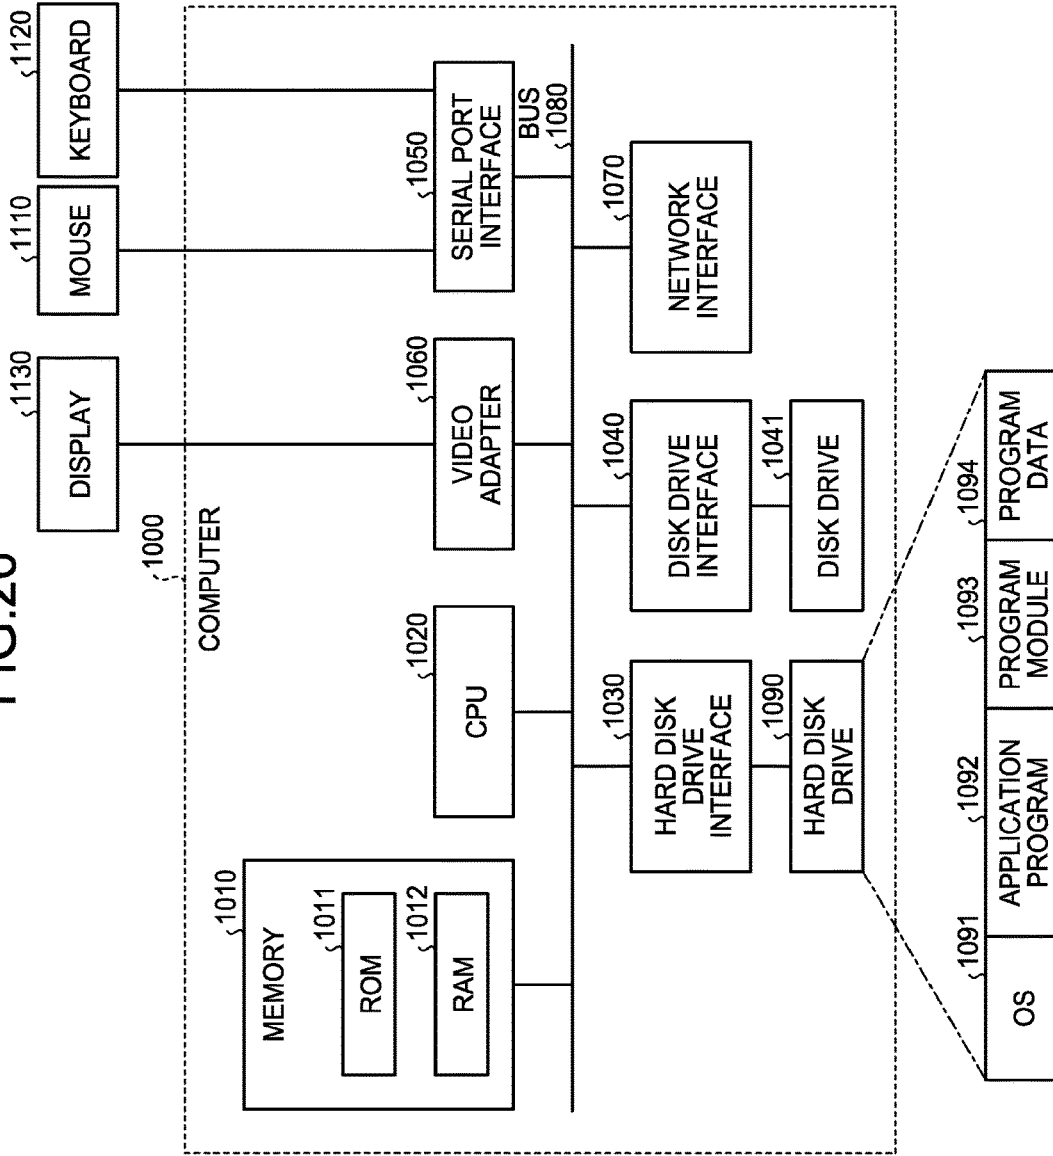 1000
COMPUTER
1010
MEMORY
1011
ROM
1012
RAM
1020
CPU
1130
DISPLAY
1110
MOUSE
1120
KEYBOARD
1060
VIDEO
ADAPTER
1050
SERIAL PORT
INTERFACE
BUS
1080
1030
HARD DISK
DRIVE
INTERFACE
1040
DISK DRIVE
INTERFACE
1070
NETWORK
INTERFACE
1090
HARD DISK
DRIVE
1041
DISK DRIVE
1091
OS
1092
APPLICATION
PROGRAM
1093
PROGRAM
MODULE
1094
PROGRAM
DATA